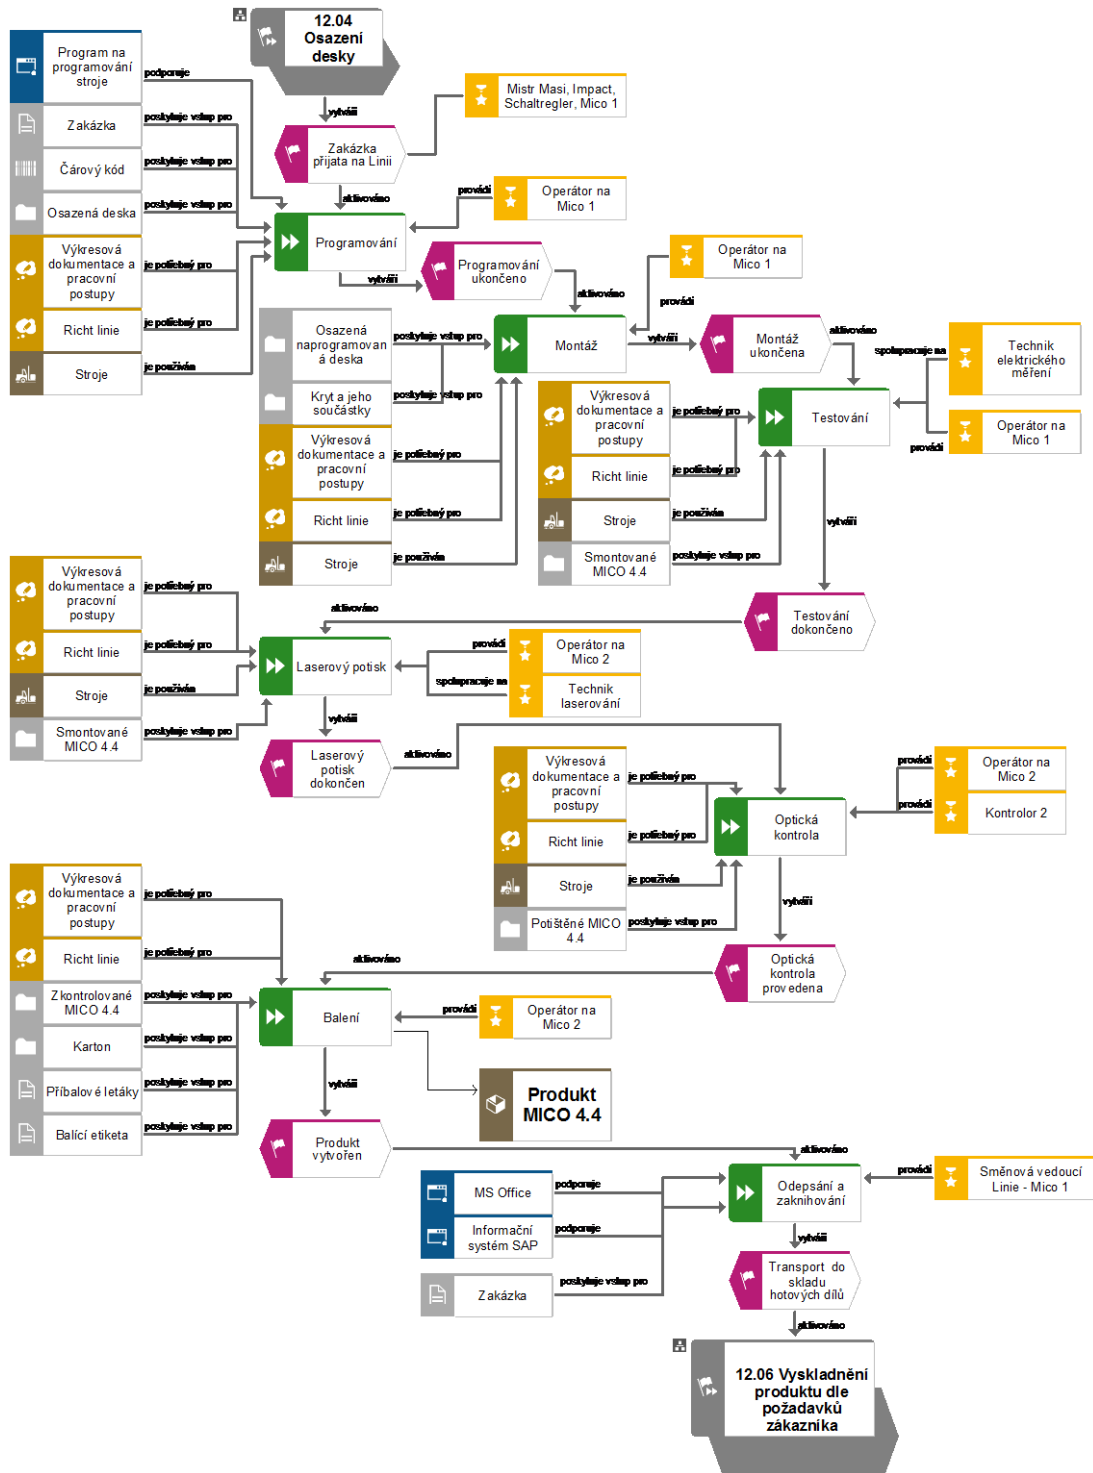 12.04
Osazení
desky
Program na
programování
stroje
podporuje
Mistr Masi, Impact,
Schaltregler, Mico 1
vytváří
Zakázka
poskytuje vstup pro
Zakázka
přijata na Linii
Čárový kód
poskytuje vstup pro
aktivováno
provádí
Operátor na
Mico 1
Osazená deska
poskytuje vstup pro
Programování
Výkresová
dokumentace a
pracovní
postupy
je potřebný pro
vytváří
Programování
ukončeno
Operátor na
Mico 1
aktivováno
provádí
Richt linie
je potřebný pro
Osazená
naprogramovan
á deska
poskytuje vstup pro
Montáž
vytváří
Montáž
ukončena
aktivováno
spolupracuje na
Technik
elektrického
měření
Stroje
je používán
Kryt a jeho
součástky
poskytuje vstup pro
Výkresová
dokumentace a
pracovní
postupy
je potřebný pro
Testování
Operátor na
Mico 1
provádí
Výkresová
dokumentace a
pracovní
postupy
je potřebný pro
Richt linie
je potřebný pro
Richt linie
je potřebný pro
Stroje
je používán
vytváří
Stroje
je používán
Smontované
MICO 4.4
poskytuje vstup pro
Výkresová
dokumentace a
pracovní
postupy
je potřebný pro
aktivováno
Testování
dokončeno
Richt linie
je potřebný pro
Laserový potisk
provádí
Operátor na
Mico 2
spolupracuje na
Technik
laserování
Stroje
je používán
vytváří
Smontované
MICO 4.4
poskytuje vstup pro
Laserový
potisk
dokončen
aktivováno
Výkresová
dokumentace a
pracovní
postupy
je potřebný pro
provádí
Operátor na
Mico 2
provádí
Kontrolor 2
Richt linie
je potřebný pro
Optická
kontrola
Stroje
je používán
vytváří
Potištěné MICO
4.4
poskytuje vstup pro
Výkresová
dokumentace a
pracovní
postupy
je potřebný pro
Richt linie
je potřebný pro
aktivováno
Optická
kontrola
provedena
Zkontrolované
MICO 4.4
poskytuje vstup pro
Balení
provádí
Operátor na
Mico 2
Karton
poskytuje vstup pro
vytváří
Produkt
MICO 4.4
Příbalové letáky
poskytuje vstup pro
Balící etiketa
poskytuje vstup pro
Produkt
vytvořen
aktivováno
MS Office
podporuje
Odepsání a
zaknihování
provádí
Směnová vedoucí
Linie - Mico 1
Informační
systém SAP
podporuje
vytváří
Zakázka
poskytuje vstup pro
Transport do
skladu
hotových dílů
aktivováno
12.06 Vyskladnění
produktu dle
požadavků
zákazníka